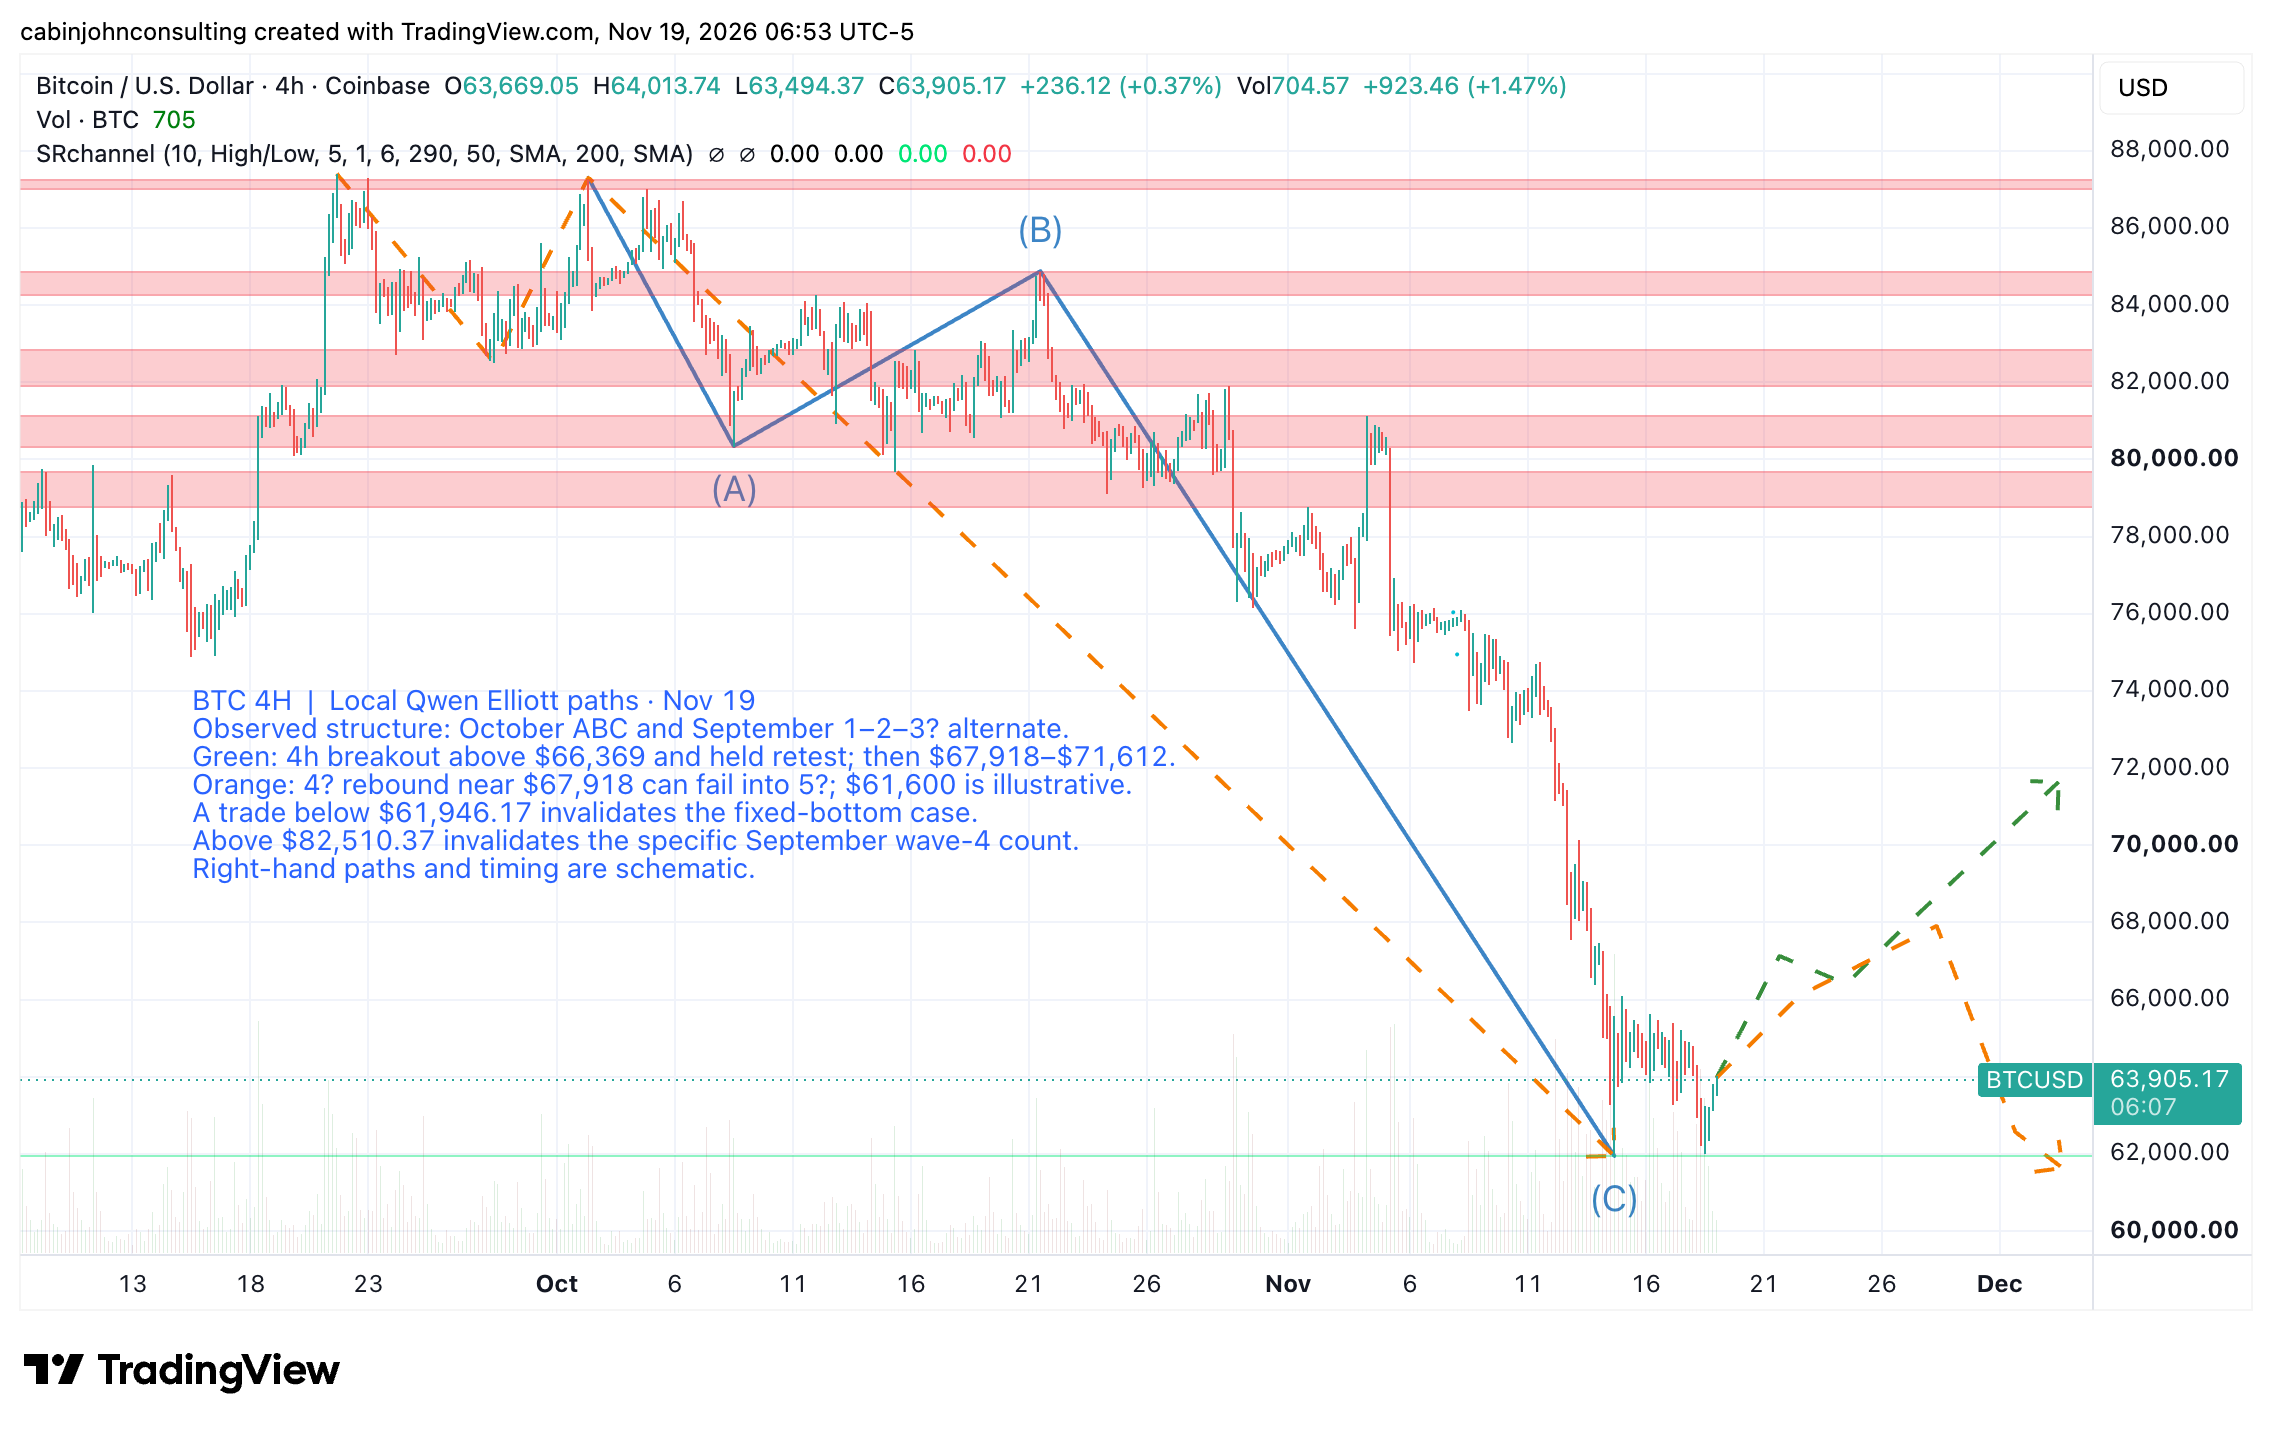 cabinjohnconsulting created with TradingView.com, Nov 19, 2026 06:53 UTC-5
Bitcoin / U.S. Dollar · 4h · Coinbase O63,669.05 H64,013.74 L63,494.37 C63,905.17 +236.12 (+0.37%) Vol704.57 +923.46 (+1.47%)
USD
Vol · BTC 705
SRchannel (10, High/Low, 5, 1, 6, 290, 50, SMA, 200, SMA) ∅ ∅ 0.00 0.00 0.00 0.00
88,000.00
86,000.00
84,000.00
82,000.00
80,000.00
78,000.00
76,000.00
74,000.00
72,000.00
70,000.00
68,000.00
66,000.00
BTCUSD 63,905.17
06:07
62,000.00
60,000.00
(B)
(A)
(C)
BTC 4H | Local Qwen Elliott paths · Nov 19
Observed structure: October ABC and September 1–2–3? alternate.
Green: 4h breakout above $66,369 and held retest; then $67,918–$71,612.
Orange: 4? rebound near $67,918 can fail into 5?; $61,600 is illustrative.
A trade below $61,946.17 invalidates the fixed-bottom case.
Above $82,510.37 invalidates the specific September wave-4 count.
Right-hand paths and timing are schematic.
13 18 23 Oct 6 11 16 21 26 Nov 6 11 16 21 26 Dec
TradingView